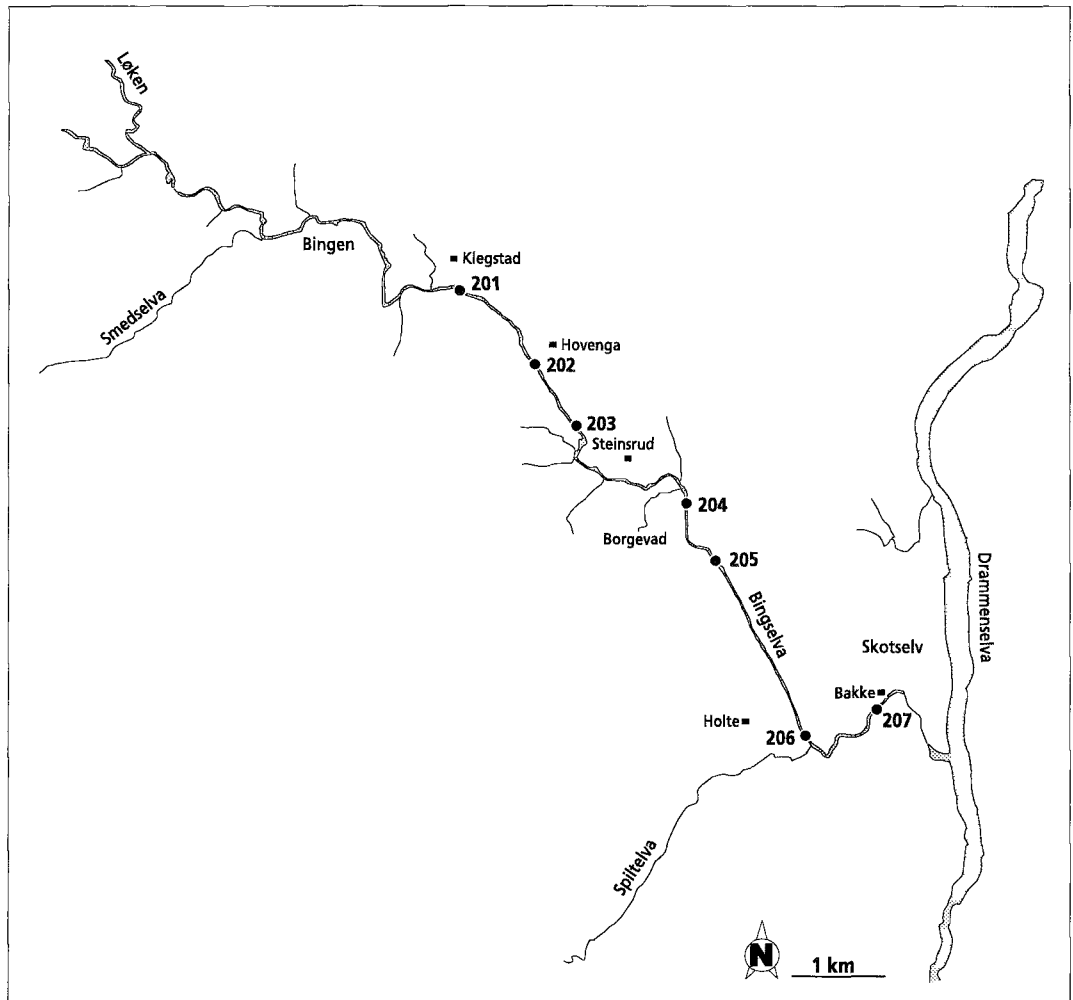 Løken
Bingen
Klegstad
201
Smedselva
Hovenga
202
203
Steinsrud
204
Borgevad
205
Drammenselva
Bingselva
Skotselv
Bakke
207
Holte
206
Spiltelva
N
1 km